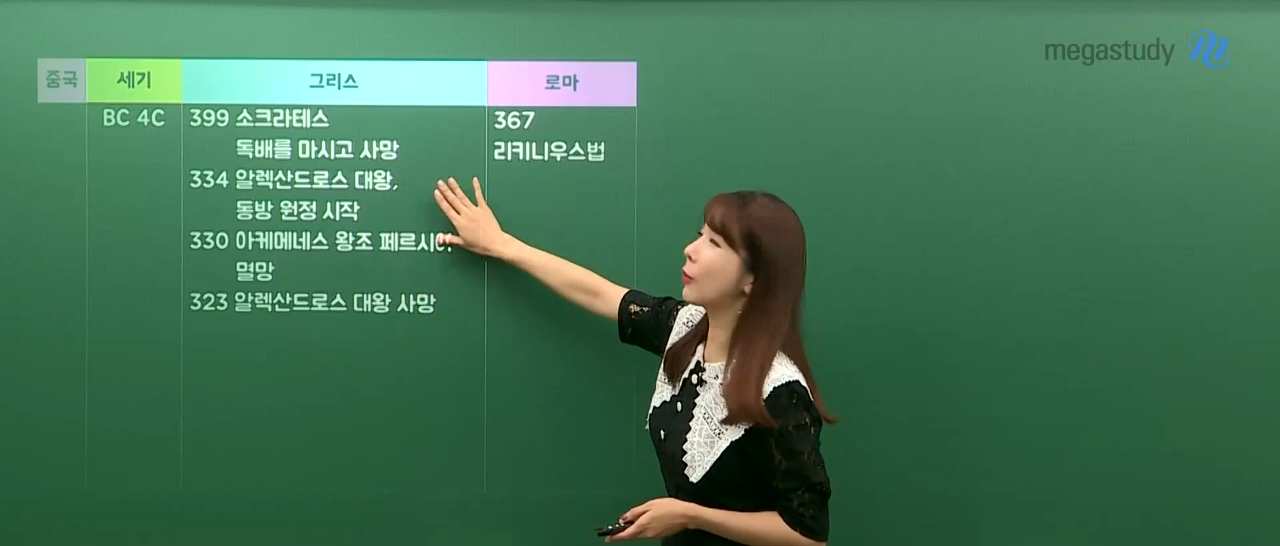 megastudy
중국 세기 그리스 로마
BC 4C
399 소크라테스
독배를 마시고 사망
334 알렉산드로스 대왕,
동방 원정 시작
330 아케메네스 왕조 페르시아,
멸망
323 알렉산드로스 대왕 사망
367
리키니우스법